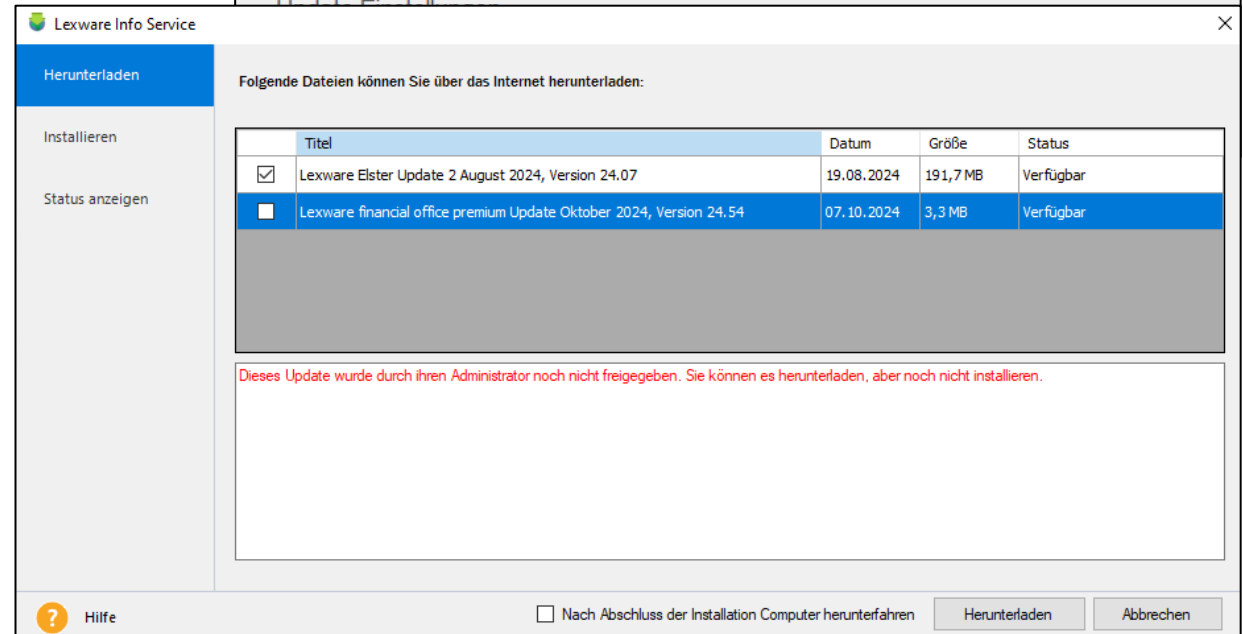 Update Einstellungen
Lexware Info Service
Herunterladen
Folgende Dateien können Sie über das Internet herunterladen:
Installieren
Titel Datum Größe Status
Lexware Elster Update 2 August 2024, Version 24.07 19.08.2024 191,7 MB Verfügbar
Status anzeigen
Lexware financial office premium Update Oktober 2024, Version 24.54 07.10.2024 3,3 MB Verfügbar
Dieses Update wurde durch ihren Administrator noch nicht freigegeben. Sie können es herunterladen, aber noch nicht installieren.
? Hilfe Nach Abschluss der Installation Computer herunterfahren Herunterladen Abbrechen